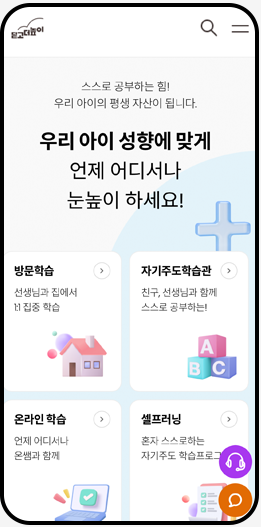 믿고더높이
스스로 공부하는 힘!
우리 아이의 평생 자산이 됩니다.
우리 아이 성향에 맞게
언제 어디서나
눈높이 하세요!
방문학습
선생님과 집에서
1:1 집중 학습
자기주도학습관
친구, 선생님과 함께
스스로 공부하는!
A
B
C
온라인 학습
언제 어디서나
온쌤과 함께
셀프러닝
혼자 스스로하는
자기주도 학습프로그